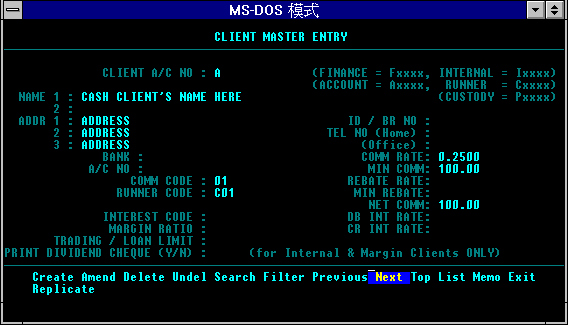 MS-DOS 模式
CLIENT MASTER ENTRY
CLIENT A/C NO : A (FINANCE = Fxxxx, INTERNAL = Ixxxx)
(ACCOUNT = Axxxx, RUNNER = Cxxxx)
NAME 1 : CASH CLIENT'S NAME HERE (CUSTODY = Pxxxx)
2 :
ADDR 1 : ADDRESS ID / BR NO :
2 : ADDRESS TEL NO (Home) :
3 : ADDRESS (Office) :
BANK : COMM RATE: 0.2500
A/C NO : MIN COMM: 100.00
COMM CODE : 01 REBATE RATE:
RUNNER CODE : C01 MIN REBATE:
NET COMM: 100.00
INTEREST CODE : DB INT RATE:
MARGIN RATIO : CR INT RATE:
TRADING / LOAN LIMIT :
PRINT DIVIDEND CHEQUE (Y/N) : (for Internal & Margin Clients ONLY)
Create Amend Delete Undel Search Filter Previous Next Top List Memo Exit
Replicate